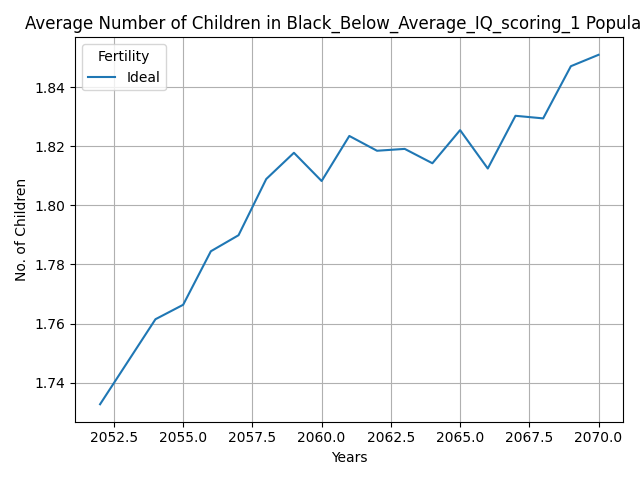 Average Number of Children in Black_Below_Average_IQ_scoring_1 Popula
Fertility
Ideal
1.84
1.82
1.80
1.78
1.76
1.74
No. of Children
2052.5 2055.0 2057.5 2060.0 2062.5 2065.0 2067.5 2070.0
Years